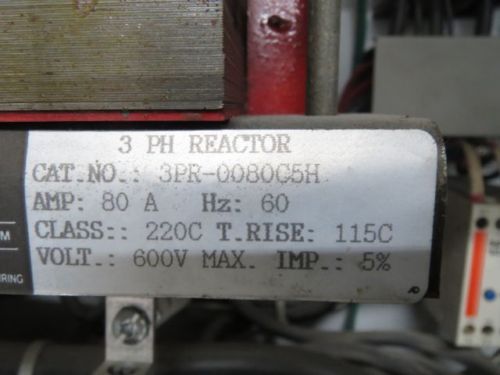 3 PH REACTOR
CAT.NO.: 3PR-0080C5H
AMP: 80 A Hz: 60
CLASS:: 220C T.RISE: 115C
VOLT.: 600V MAX. IMP.: 5%